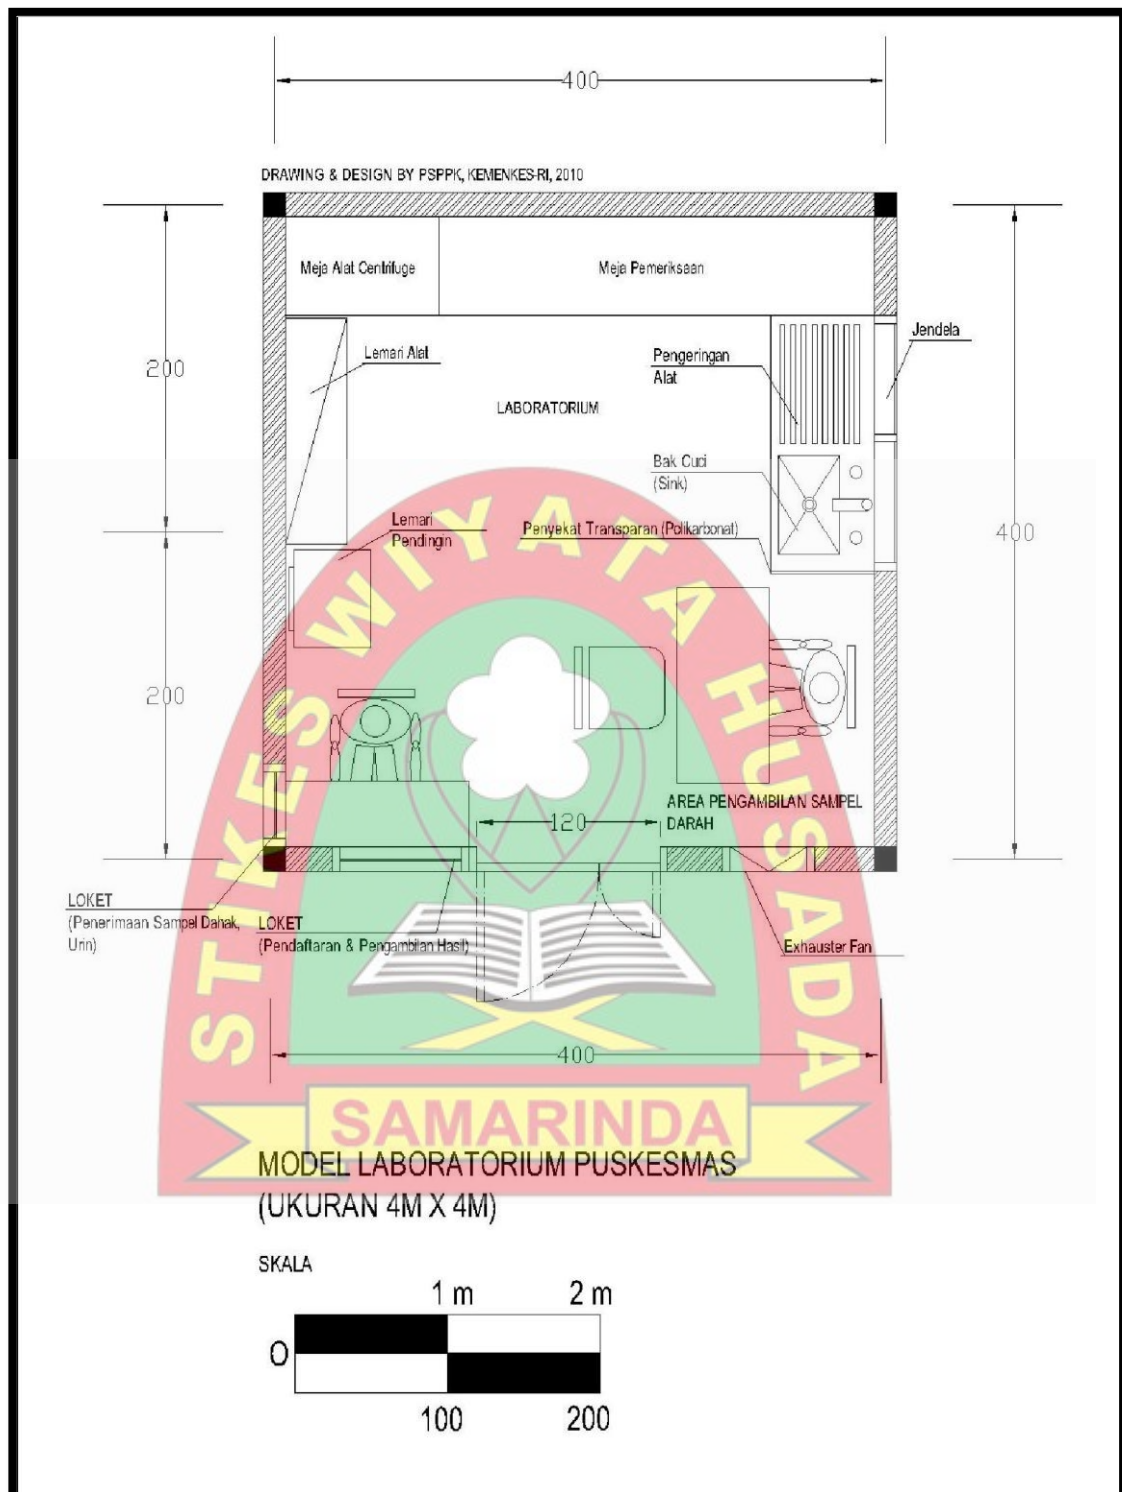 400
DRAWING & DESIGN BY PSPPK, KEMENKES-RI, 2010
Meja Alat Centrifuge
Meja Pemeriksaan
Jendela
Lemari Alat
Pengeringan
Alat
200
LABORATORIUM
Bak Cuci
(Sink)
Lemari
Pendingin
Penyekat Transparan (Polikarbonat)
400
200
AREA PENGAMBILAN SAMPEL
DARAH
120
LOKET
(Penerimaan Sampel Dahak,
Urin)
LOKET
(Pendaftaran & Pengambilan Hasil)
Exhauster Fan
400
STIKES WIYATA HUSADA
SAMARINDA
MODEL LABORATORIUM PUSKESMAS
(UKURAN 4M X 4M)
SKALA
1 m 2 m
O
100 200